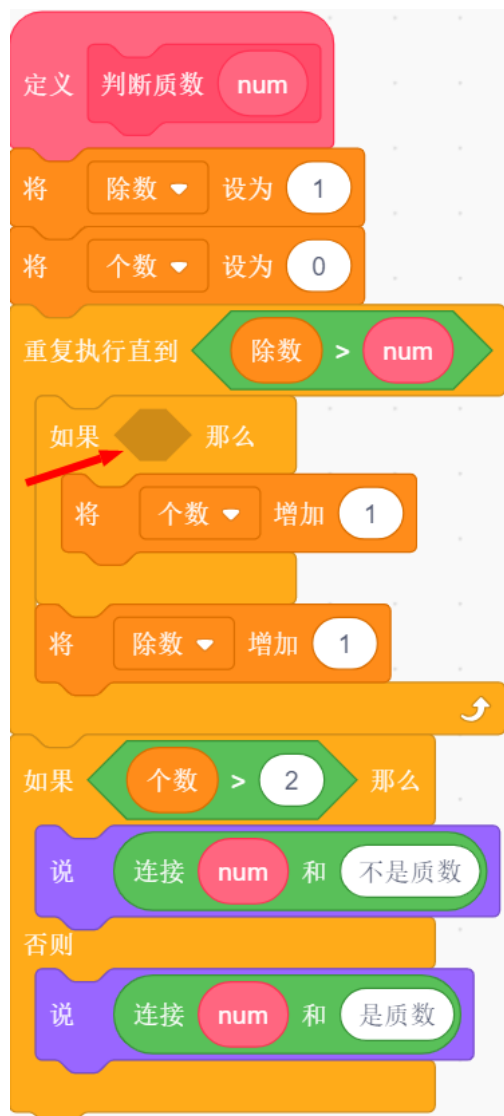 定义 判断质数 num
将 除数 设为 1
将 个数 设为 0
重复执行直到 除数 > num
如果 那么
将 个数 增加 1
将 除数 增加 1
如果 个数 > 2 那么
说 连接 num 和 不是质数
否则
说 连接 num 和 是质数